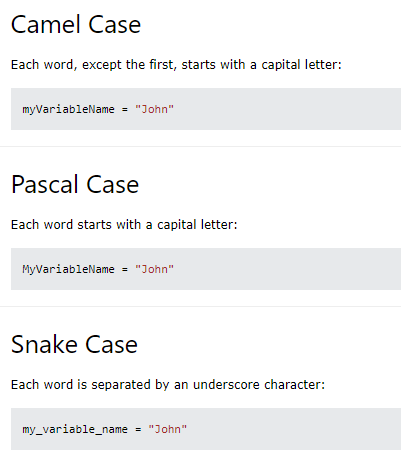 Camel Case
Each word, except the first, starts with a capital letter:
myVariableName = "John"
Pascal Case
Each word starts with a capital letter:
MyVariableName = "John"
Snake Case
Each word is separated by an underscore character:
my_variable_name = "John"